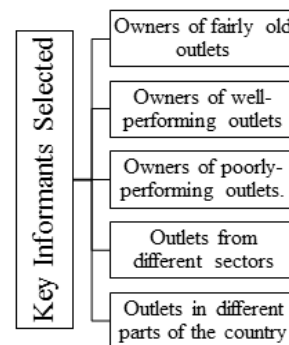 Key Informants Selected
Owners of fairly old
outlets
Owners of well-
performing outlets
Owners of poorly-
performing outlets.
Outlets from
different sectors
Outlets in different
parts of the country